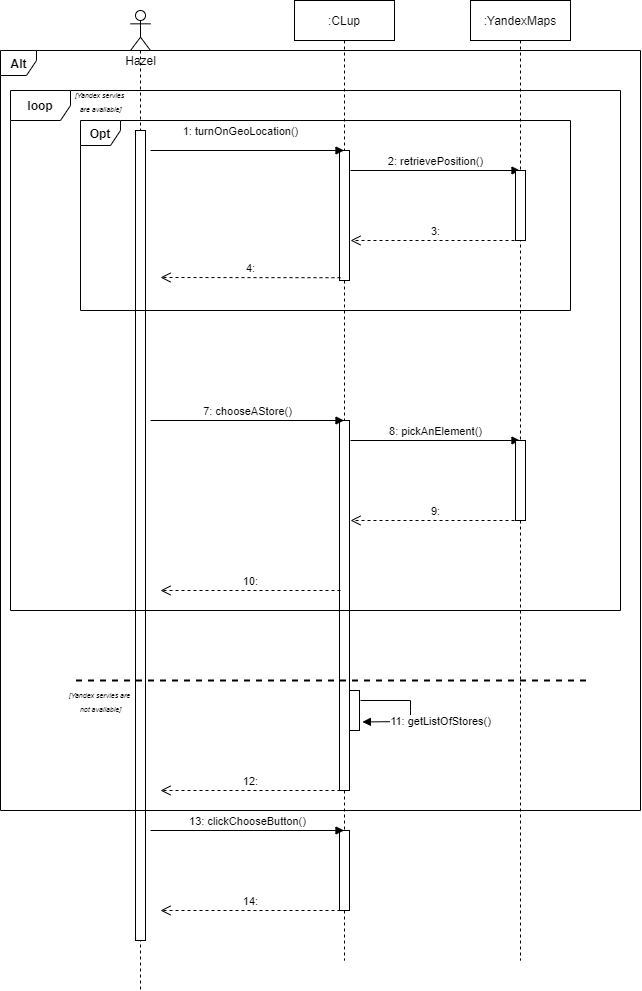 :CLup
:YandexMaps
Hazel
Alt
loop
[Yandex servies
are available]
Opt
1: turnOnGeoLocation()
2: retrievePosition()
3:
4:
7: chooseAStore()
8: pickAnElement()
9:
10:
[Yandex servies are
not available]
11: getListOfStores()
12:
13: clickChooseButton()
14: